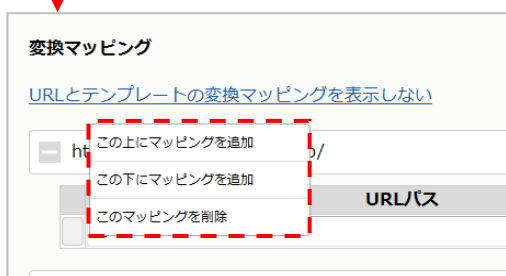 変換マッピング
URLとテンプレートの変換マッピングを表示しない
この上にマッピングを追加
この下にマッピングを追加
このマッピングを削除
URLパス